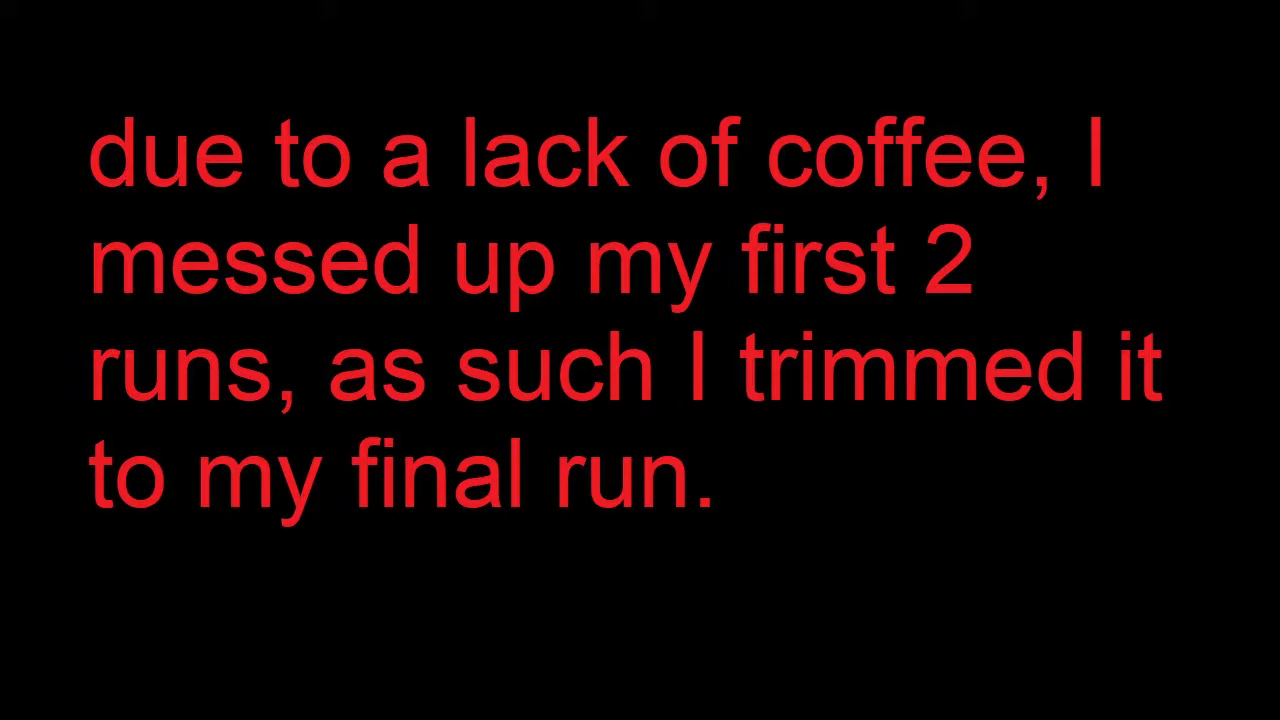 due to a lack of coffee, I
messed up my first 2
runs, as such I trimmed it
to my final run.